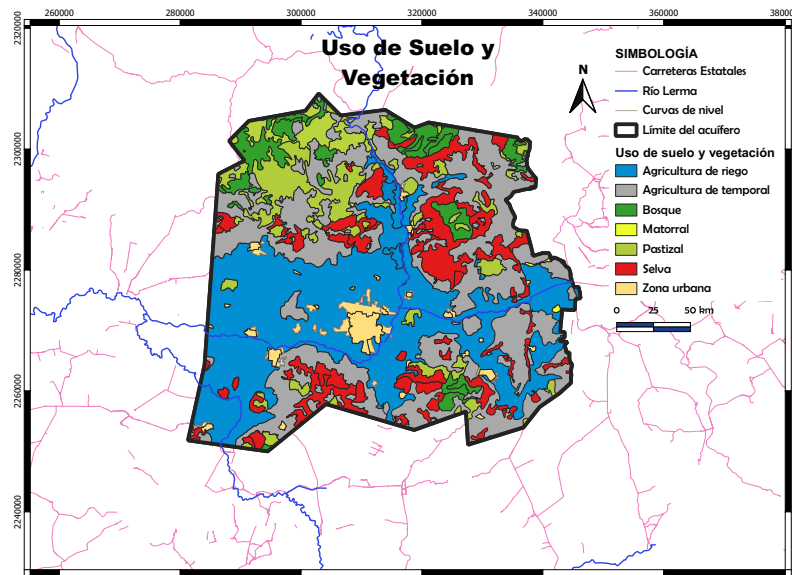 260000 280000 300000 320000 340000 360000 38000
2320000
2300000
2280000
2260000
2240000
Uso de Suelo y
Vegetación
N
SIMBOLOGÍA
Carreteras Estatales
Río Lerma
Curvas de nivel
Límite del acuífero
Uso de suelo y vegetación
Agricultura de riego
Agricultura de temporal
Bosque
Matorral
Pastizal
Selva
Zona urbana
0 25 50 km